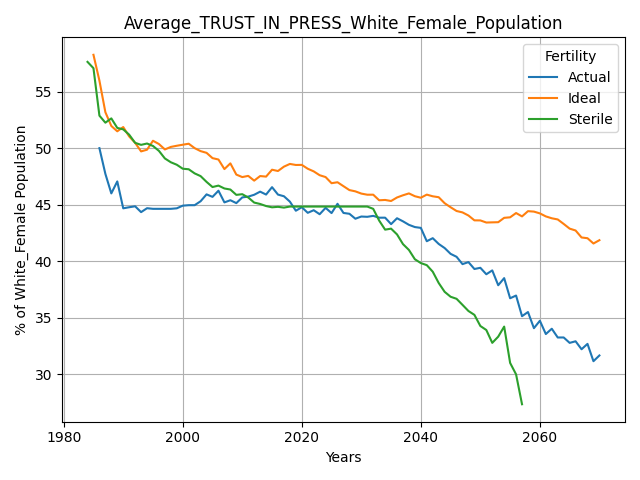 Average_TRUST_IN_PRESS_White_Female_Population
% of White_Female Population
55
50
45
40
35
30
Fertility
Actual
Ideal
Sterile
1980
2000
2020
2040
2060
Years